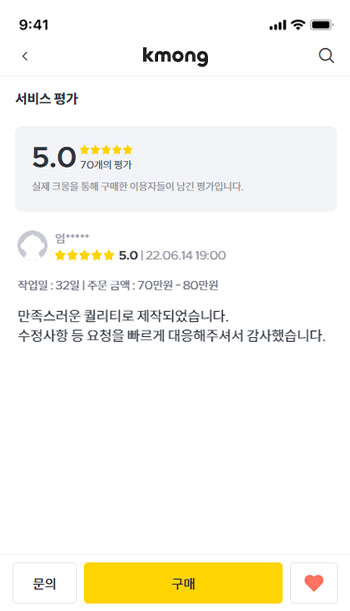 9:41
kmong
서비스 평가
5.0
70개의 평가
실제 크몽을 통해 구매한 이용자들이 남긴 평가입니다.
엄*****
5.0 | 22.06.14 19:00
작업일 : 32일 | 주문 금액 : 70만원 - 80만원
만족스러운 퀄리티로 제작되었습니다.
수정사항 등 요청을 빠르게 대응해주셔서 감사했습니다.
문의
구매